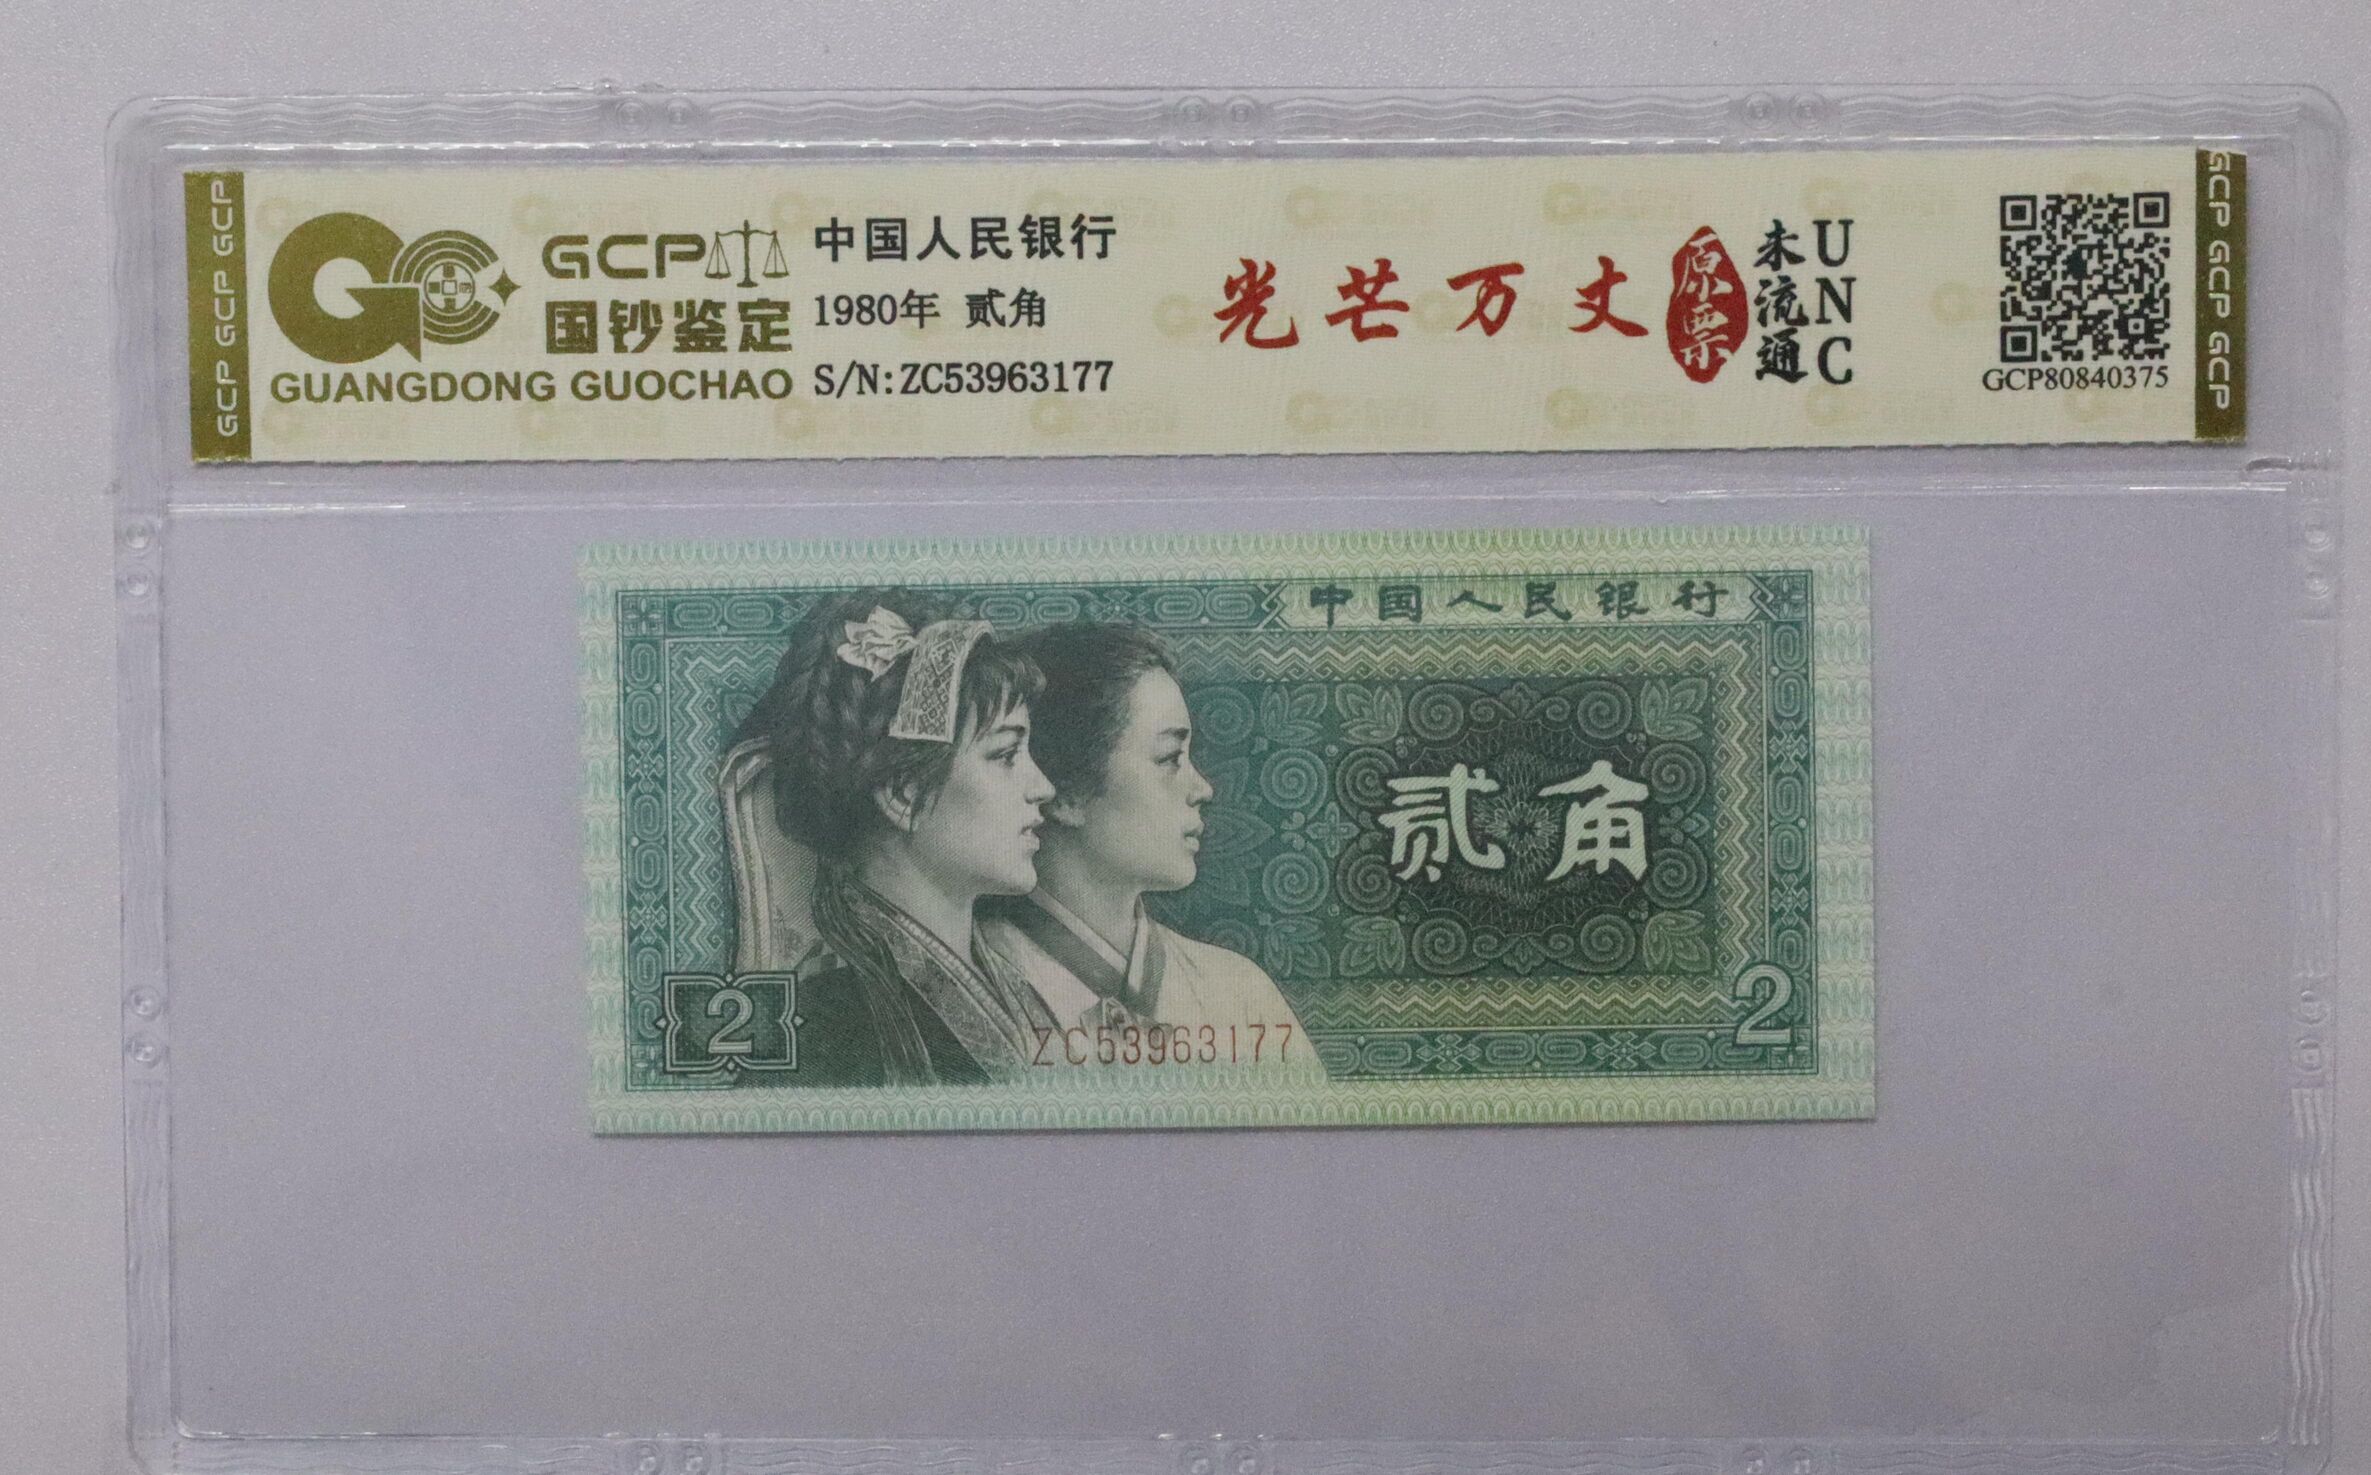 GCP GCP GCP GCP
GCP
国钞鉴定
GUANGDONG GUOCHAO
中国人民银行
1980年 贰角
S/N:ZC53963177
光芒万丈
原票
未流通
UNC
GCP80840375
GCP GCP GCP GCP
中国人民银行
贰角
2
2
ZC53963177